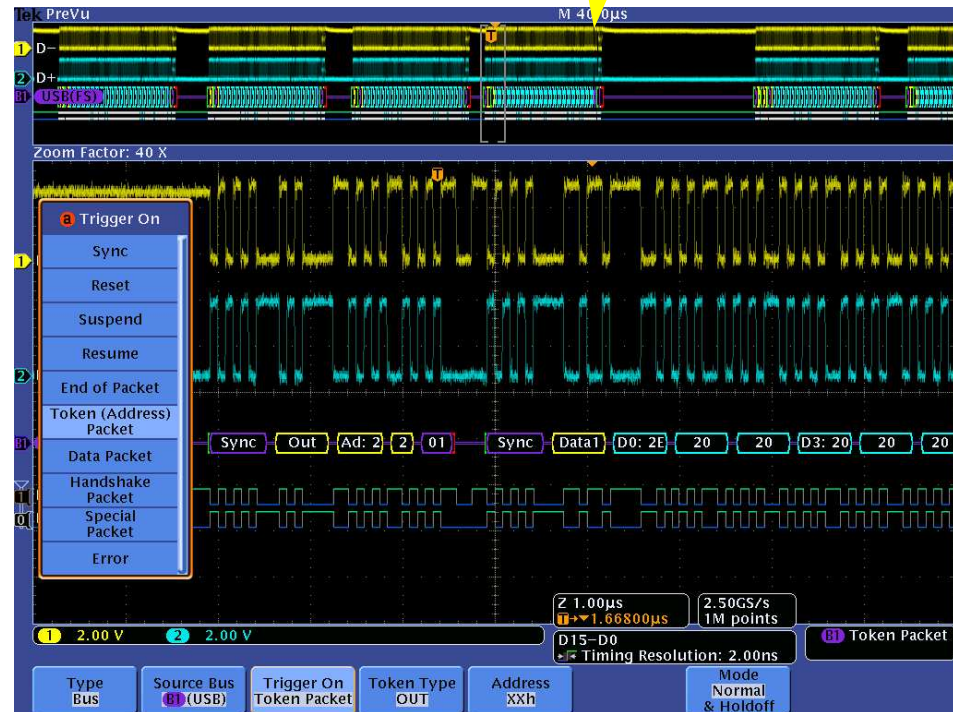 Tek PreVu
M 40.0µs
1 D−
T
2 D+
B1 USB(FS)
Zoom Factor: 40 X
T
a Trigger On
Sync
Reset
Suspend
Resume
End of Packet
Token (Address)
Packet
Data Packet
Handshake
Packet
Special
Packet
Error
1
2
B1 Sync Out Ad: 2 2 01 Sync Data1 D0: 2E 20 20 D3: 20 20 20
1
0
Z 1.00µs
T→▾1.66800µs
2.50GS/s
1M points
1 2.00 V 2 2.00 V
D15−D0
Timing Resolution: 2.00ns
B1 Token Packet
Type
Bus
Source Bus
B1 (USB)
Trigger On
Token Packet
Token Type
OUT
Address
XXh
Mode
Normal
& Holdoff